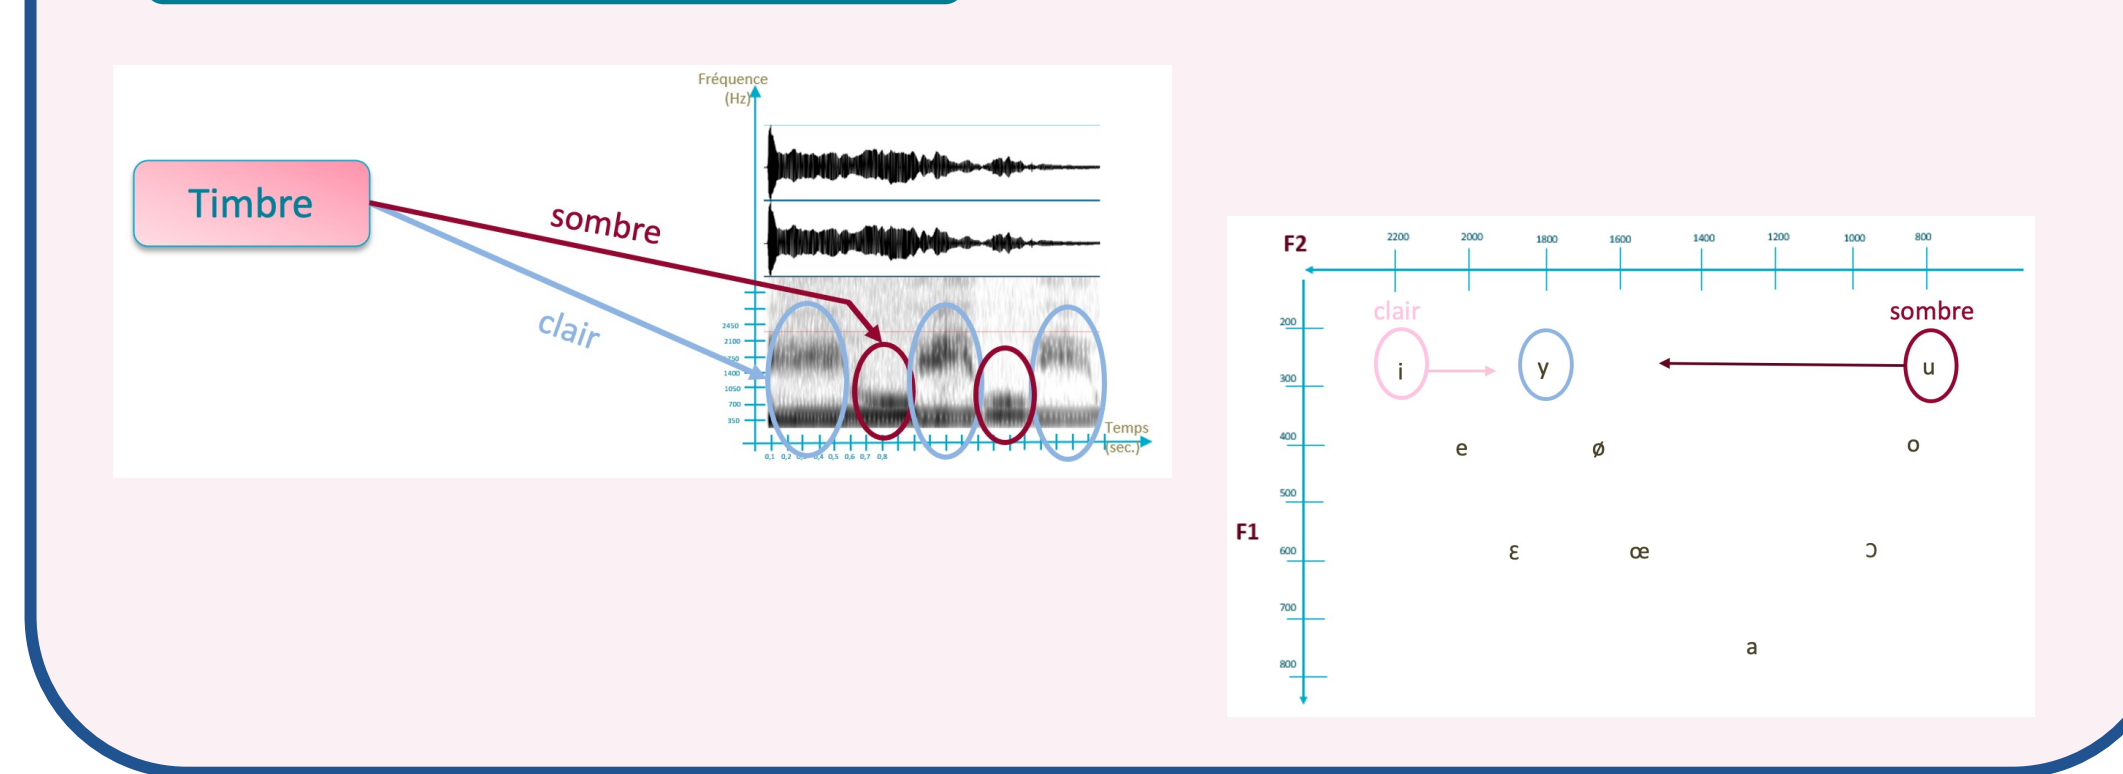 Fréquence
(Hz)
Timbre
sombre
clair
2450
2100
1400
1050
700
350
Temps
(sec.)
0,1 0,2 0,4 0,5 0,6 0,7 0,8
F2
2200 2000 1800 1600 1400 1200 1000 800
clair
sombre
200
i y u
300
400
e ø o
500
F1
600
ɛ œ ɔ
700
a
800